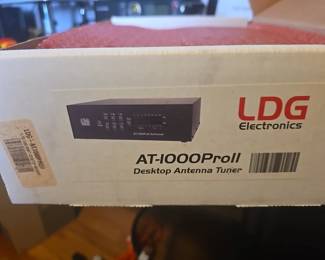 LDG
Electronics
AT-1000ProII
Desktop Antenna Tuner